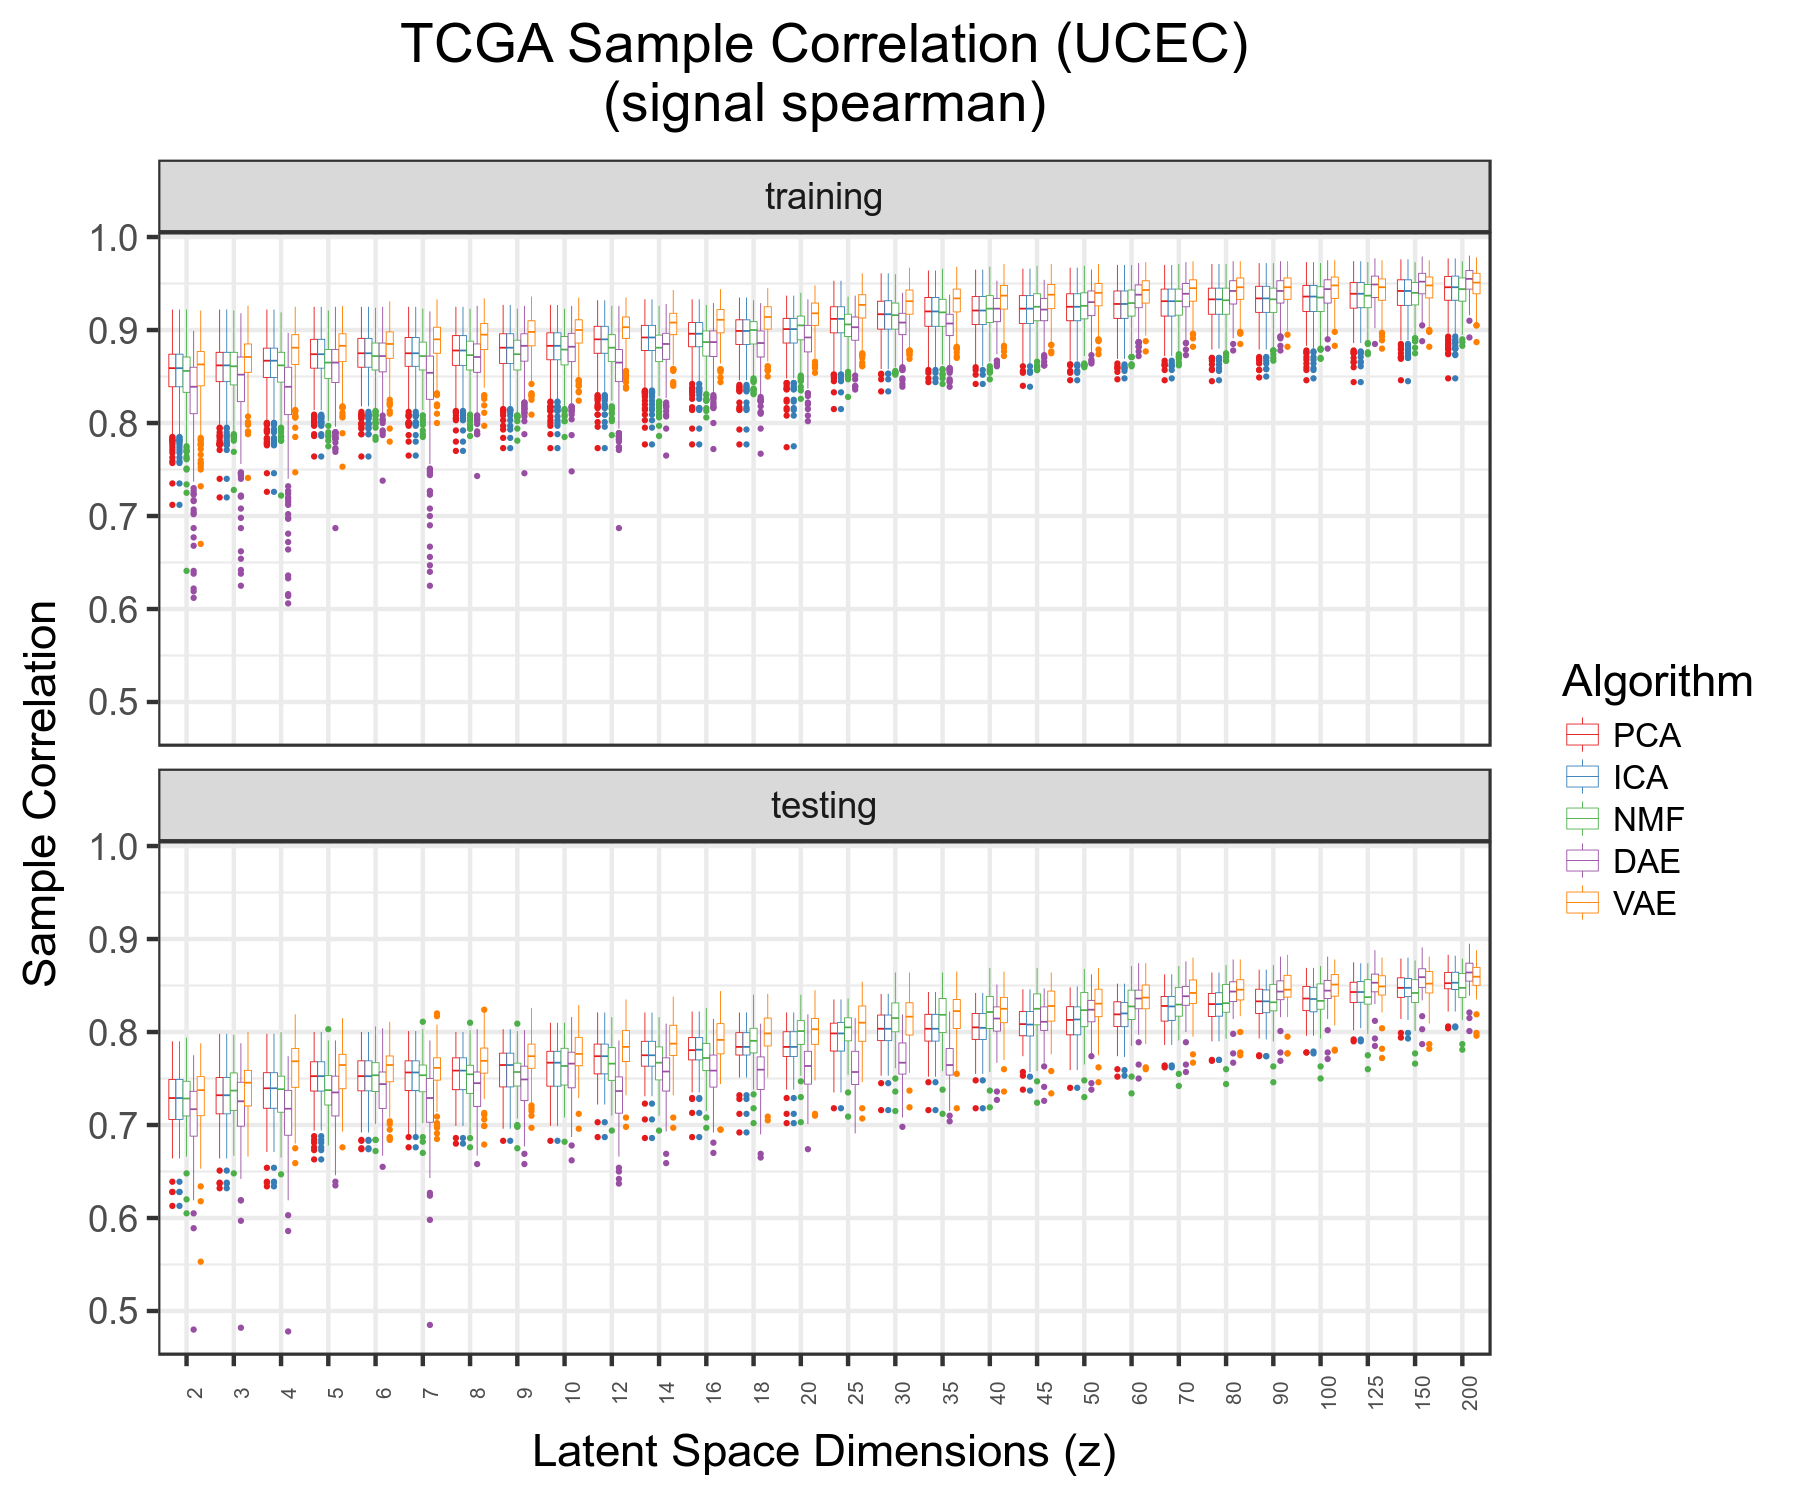 TCGA Sample Correlation (UCEC)
(signal spearman)
training
1.0
0.9
0.8
0.7
0.6
0.5
testing
1.0
0.9
0.8
0.7
0.6
0.5
Sample Correlation
2 3 4 5 6 7 8 9 10 12 14 16 18 20 25 30 35 40 45 50 60 70 80 90 100 125 150 200
Latent Space Dimensions (z)
Algorithm
PCA
ICA
NMF
DAE
VAE